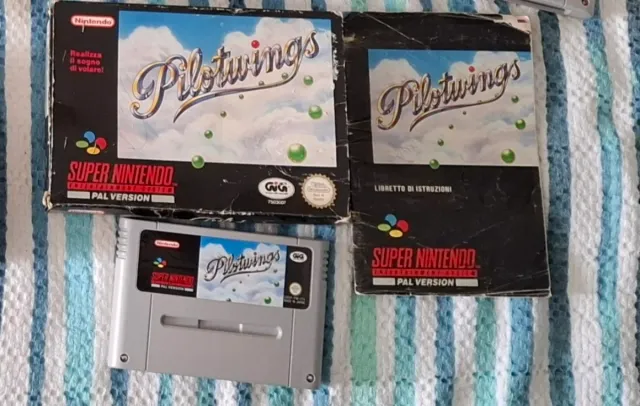 Nintendo
Realizza
il sogno
di volare!
Pilotwings
SUPER NINTENDO
ENTERTAINMENT SYSTEM
PAL VERSION
GiG
Pilotwings
LIBRETTO DI ISTRUZIONI
SUPER NINTENDO
ENTERTAINMENT SYSTEM
PAL VERSION
Nintendo
Pilotwings
GiG
SUPER NINTENDO
PAL VERSION